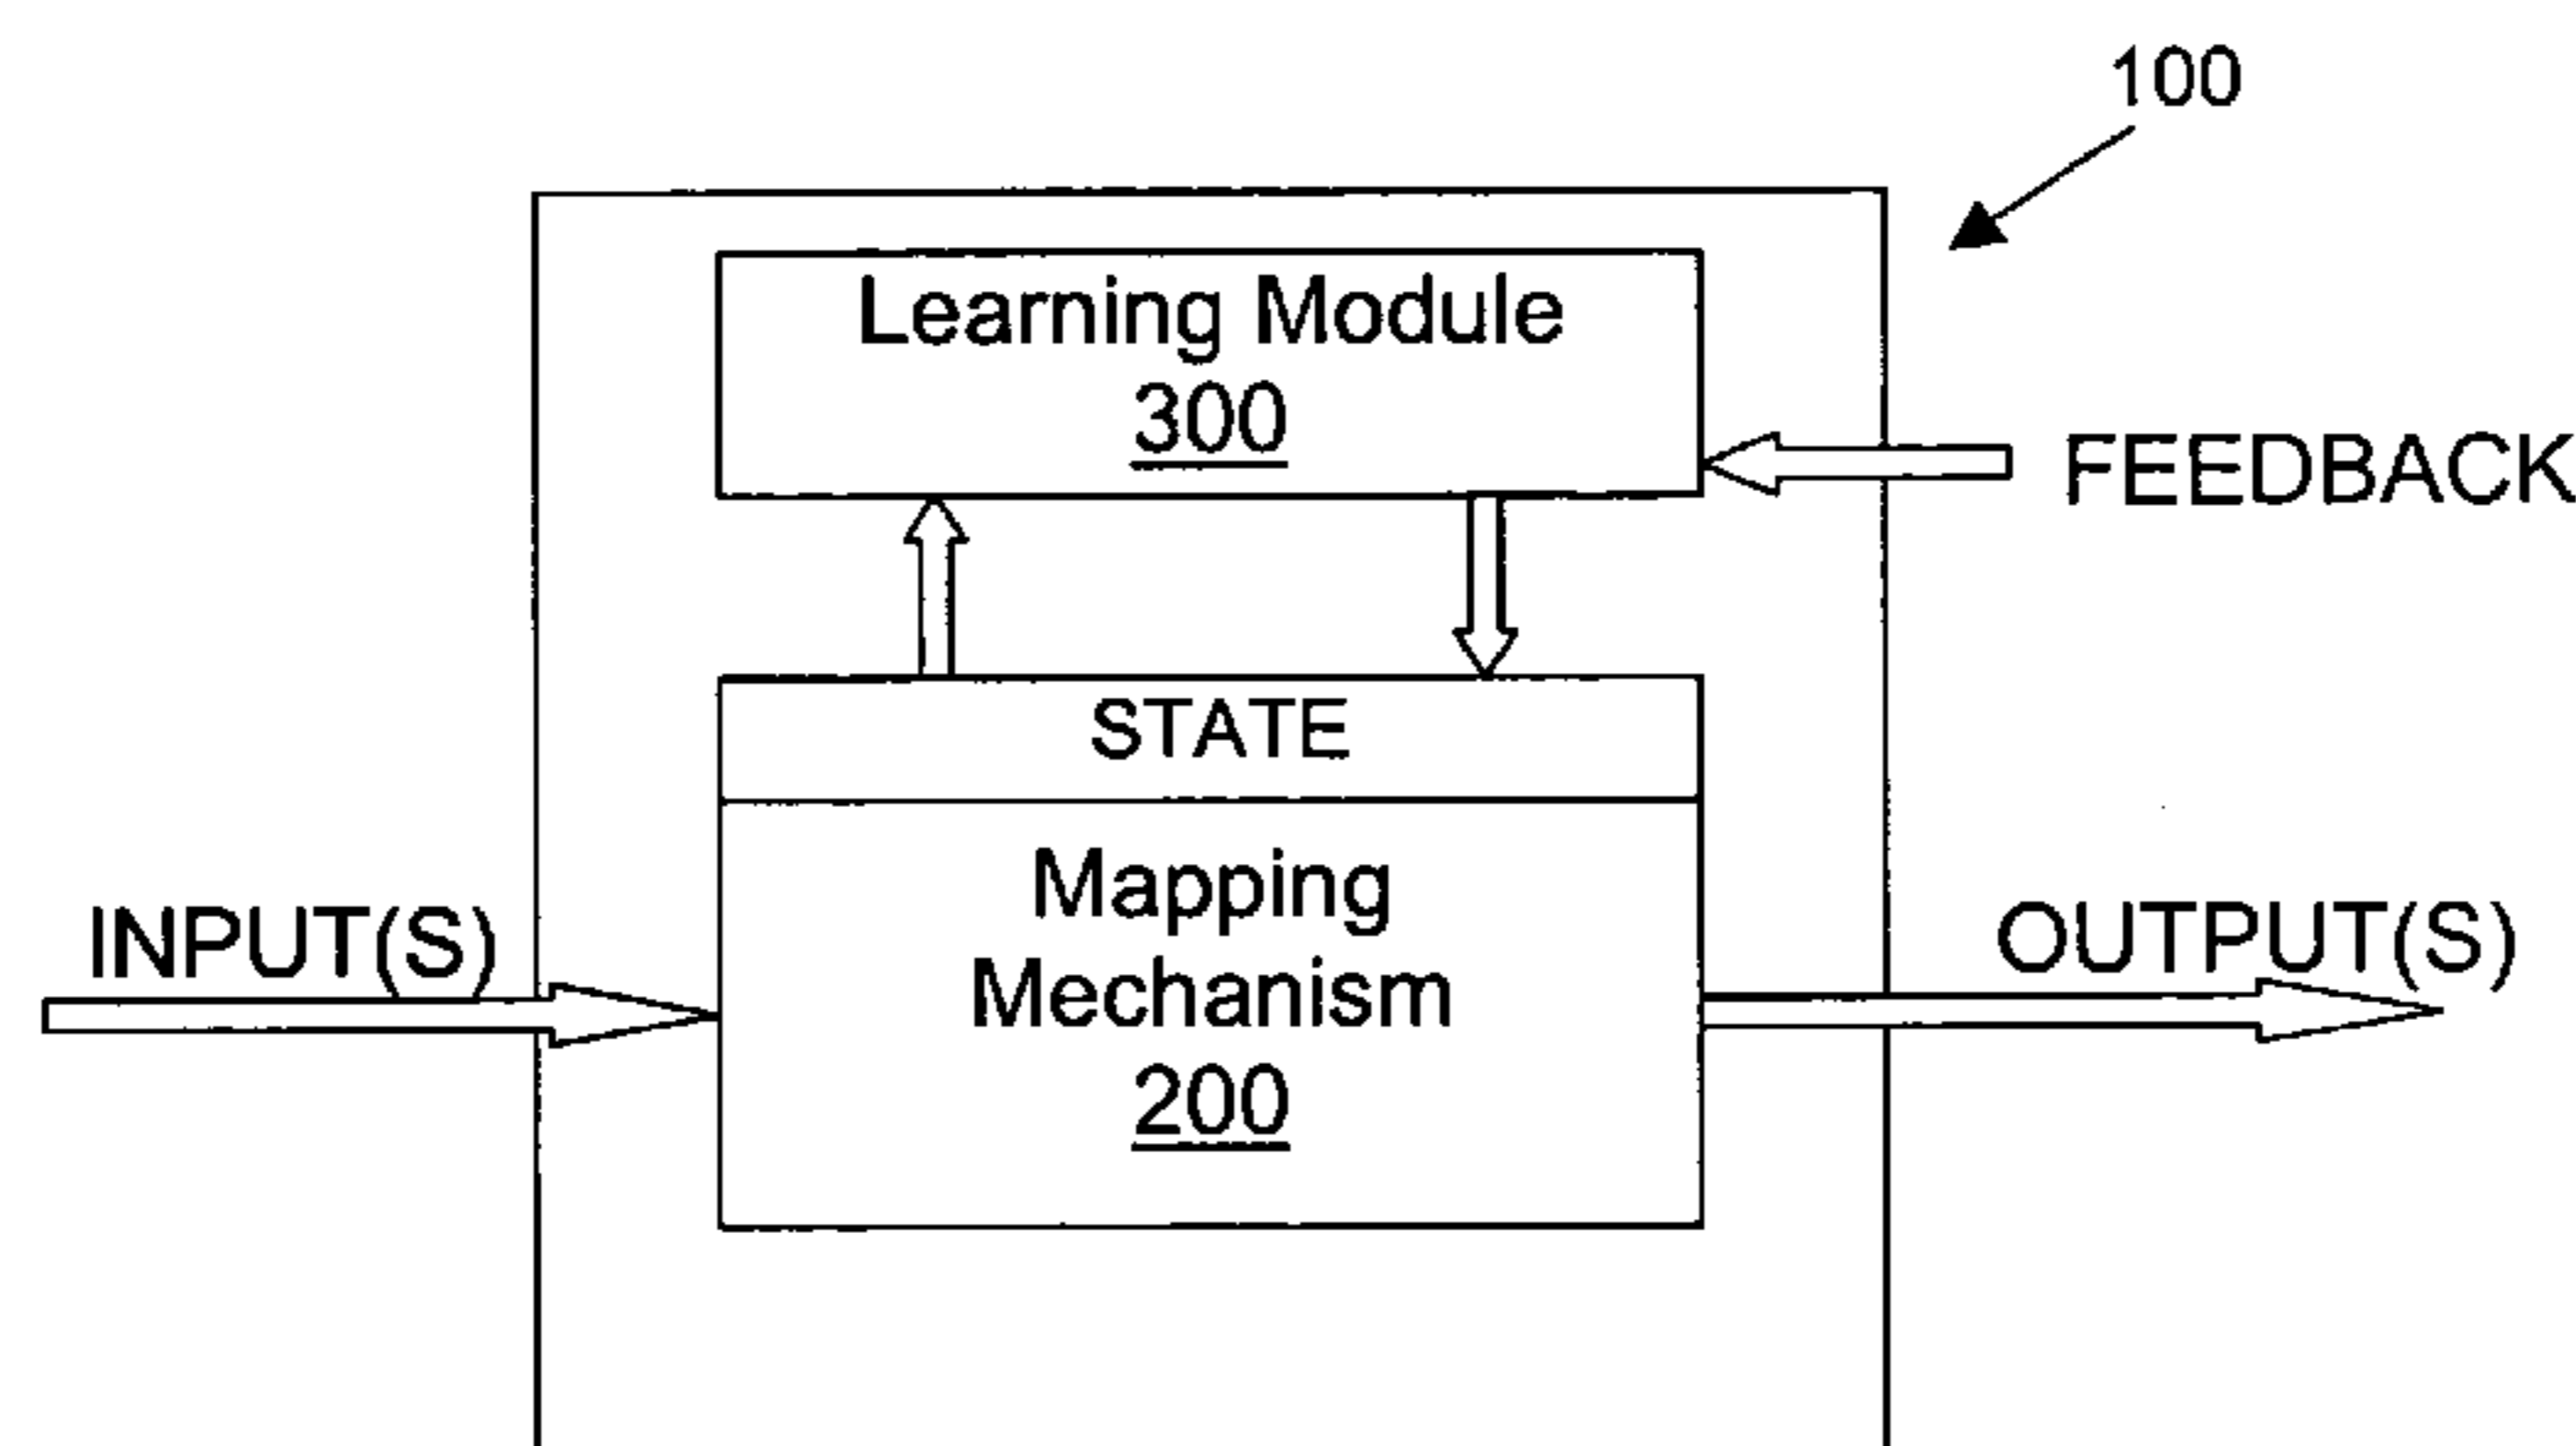 100
Learning Module
300
FEEDBACK
STATE
Mapping
Mechanism
200
INPUT(S)
OUTPUT(S)